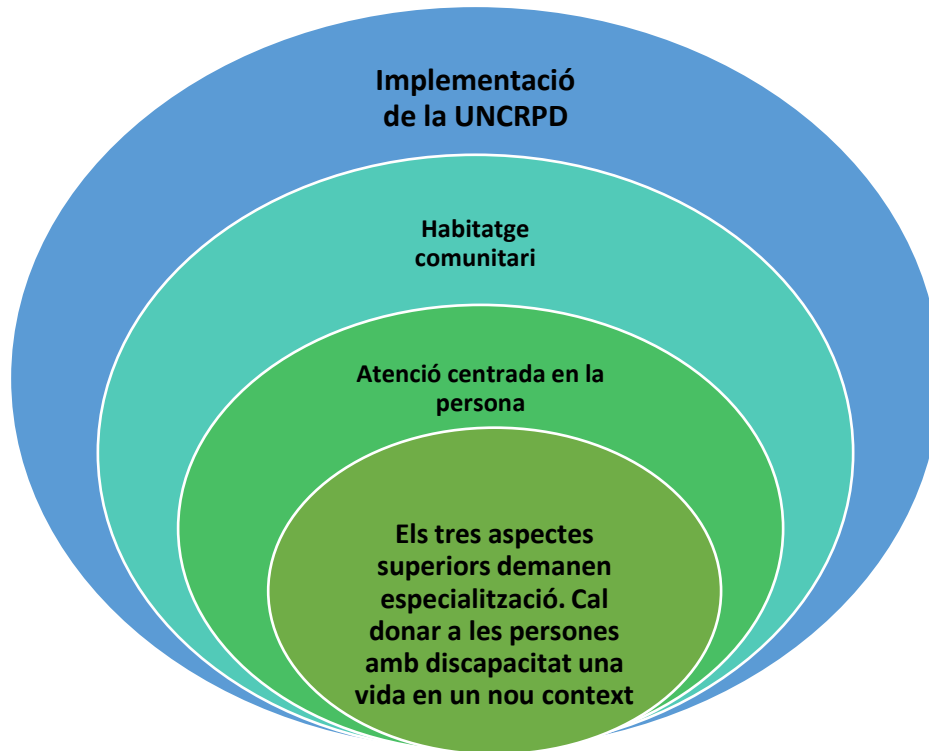 Implementació
de la UNCRPD
Habitatge
comunitari
Atenció centrada en la
persona
Els tres aspectes
superiors demanen
especialització. Cal
donar a les persones
amb discapacitat una
vida en un nou context